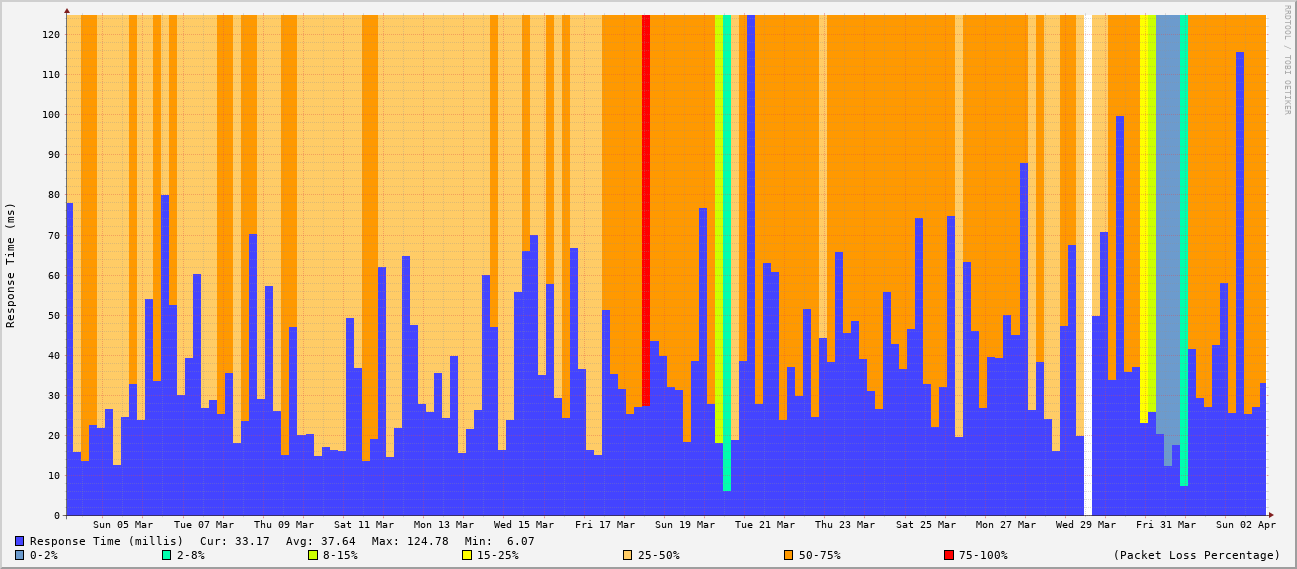 RRDTOOL / TOBI OETIKER
Response Time (ms)
120
110
100
90
80
70
60
50
40
30
20
10
0
Sun 05 Mar Tue 07 Mar Thu 09 Mar Sat 11 Mar Mon 13 Mar Wed 15 Mar Fri 17 Mar Sun 19 Mar Tue 21 Mar Thu 23 Mar Sat 25 Mar Mon 27 Mar Wed 29 Mar Fri 31 Mar Sun 02 Apr
Response Time (millis) Cur: 33.17 Avg: 37.64 Max: 124.78 Min: 6.07
0-2% 2-8% 8-15% 15-25% 25-50% 50-75% 75-100% (Packet Loss Percentage)